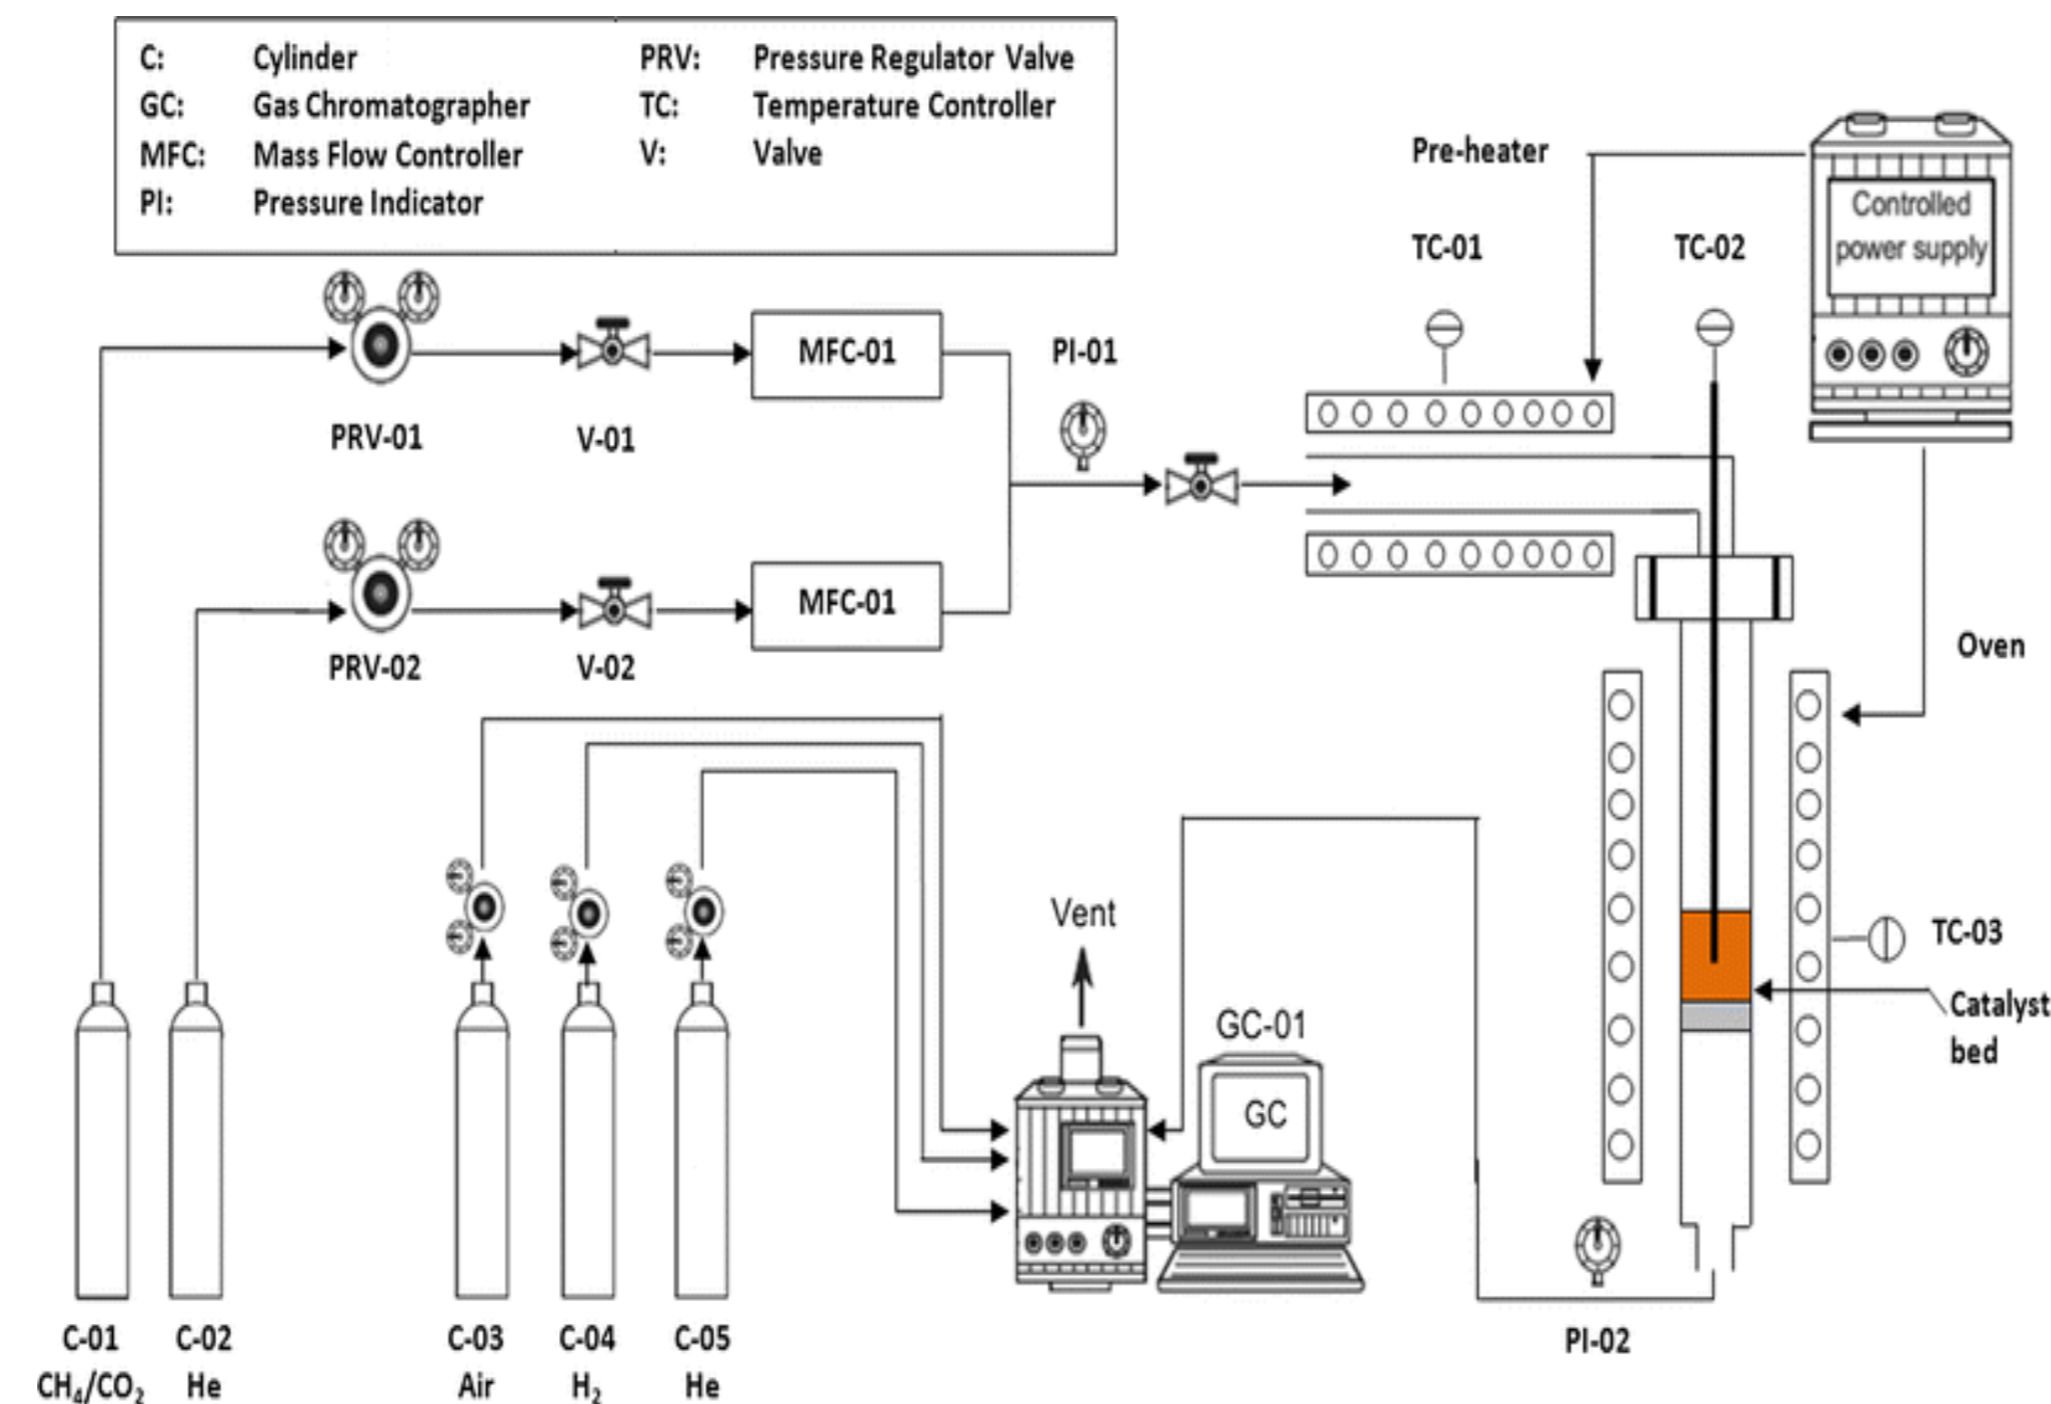 C: Cylinder PRV: Pressure Regulator Valve
GC: Gas Chromatographer TC: Temperature Controller
MFC: Mass Flow Controller V: Valve
PI: Pressure Indicator
Pre-heater
Controlled
power supply
TC-01
TC-02
MFC-01
PI-01
PRV-01
V-01
MFC-01
PRV-02
V-02
Oven
Vent
TC-03
Catalyst
bed
GC-01
GC
PI-02
C-01
CH₄/CO₂
C-02
He
C-03
Air
C-04
H₂
C-05
He